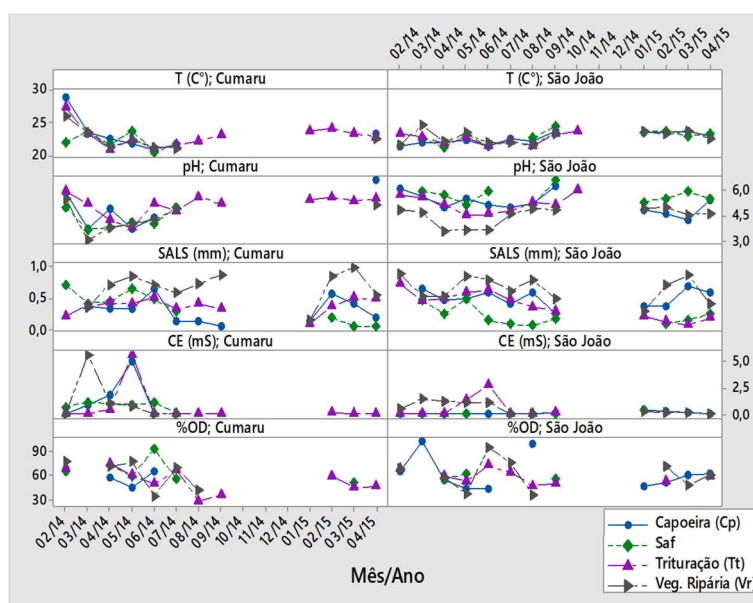 02/14 03/14 04/14 05/14 06/14 07/14 08/14 09/14 10/14 11/14 12/14 01/15 02/15 03/15 04/15
T (C°); Cumaru T (C°); São João
30
25
20
pH; Cumaru pH; São João
6,0
4,5
3,0
SALS (mm); Cumaru SALS (mm); São João
1,0
0,5
0,0
CE (mS); Cumaru CE (mS); São João
5,0
2,5
0,0
%OD; Cumaru %OD; São João
90
60
30
02/14 03/14 04/14 05/14 06/14 07/14 08/14 09/14 10/14 11/14 12/14 01/15 02/15 03/15 04/15
Mês/Ano
Capoeira (Cp)
Saf
Trituração (Tt)
Veg. Ripária (Vr)